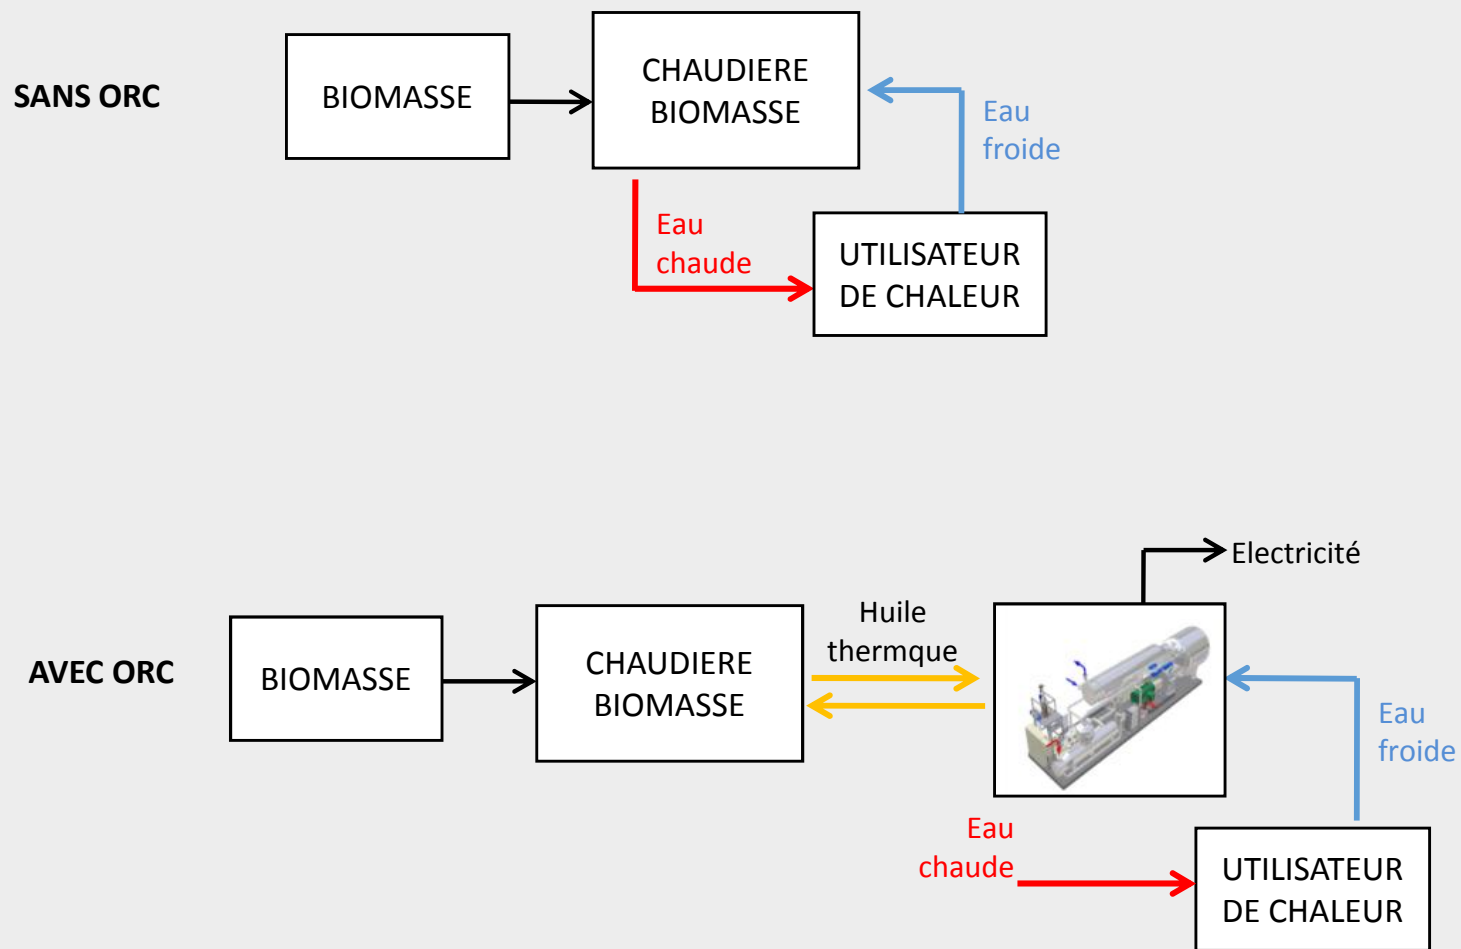 SANS ORC
BIOMASSE
CHAUDIERE
BIOMASSE
Eau
froide
Eau
chaude
UTILISATEUR
DE CHALEUR
Electricité
AVEC ORC
BIOMASSE
CHAUDIERE
BIOMASSE
Huile
thermque
Eau
froide
Eau
chaude
UTILISATEUR
DE CHALEUR